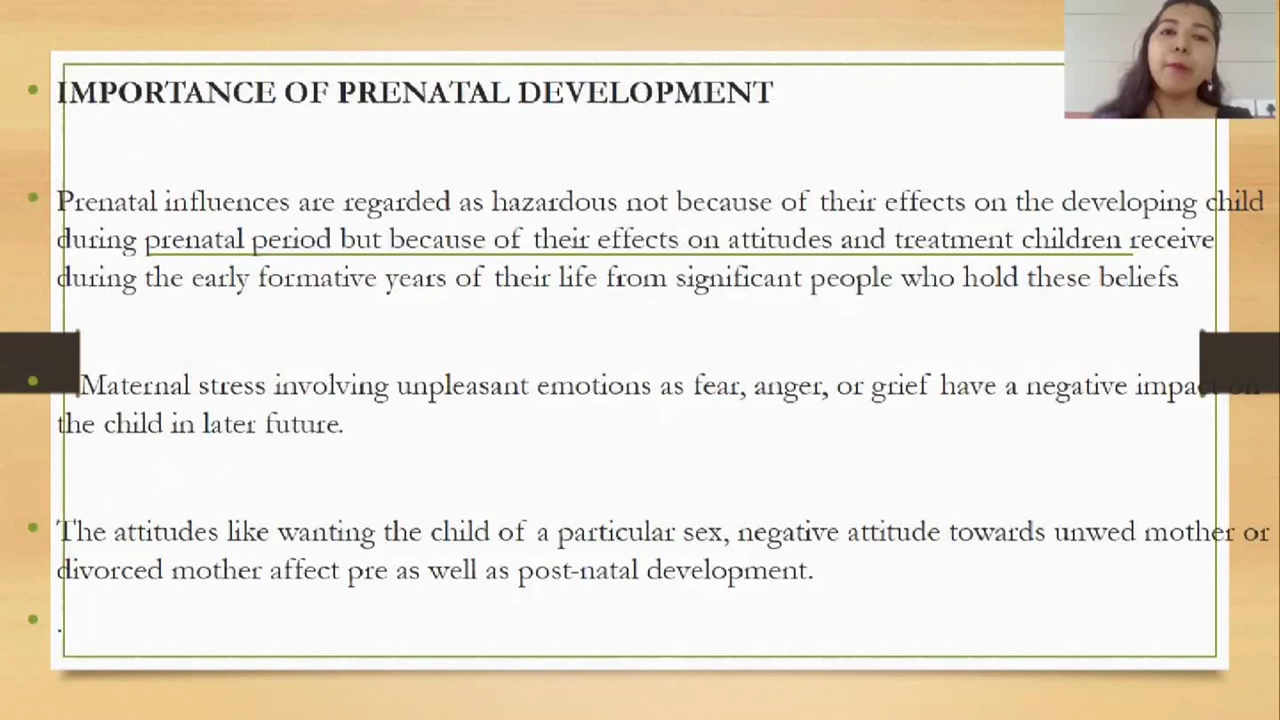 IMPORTANCE OF PRENATAL DEVELOPMENT
Prenatal influences are regarded as hazardous not because of their effects on the developing child
during prenatal period but because of their effects on attitudes and treatment children receive
during the early formative years of their life from significant people who hold these beliefs
Maternal stress involving unpleasant emotions as fear, anger, or grief have a negative impact on
the child in later future.
The attitudes like wanting the child of a particular sex, negative attitude towards unwed mother or
divorced mother affect pre as well as post-natal development.
.